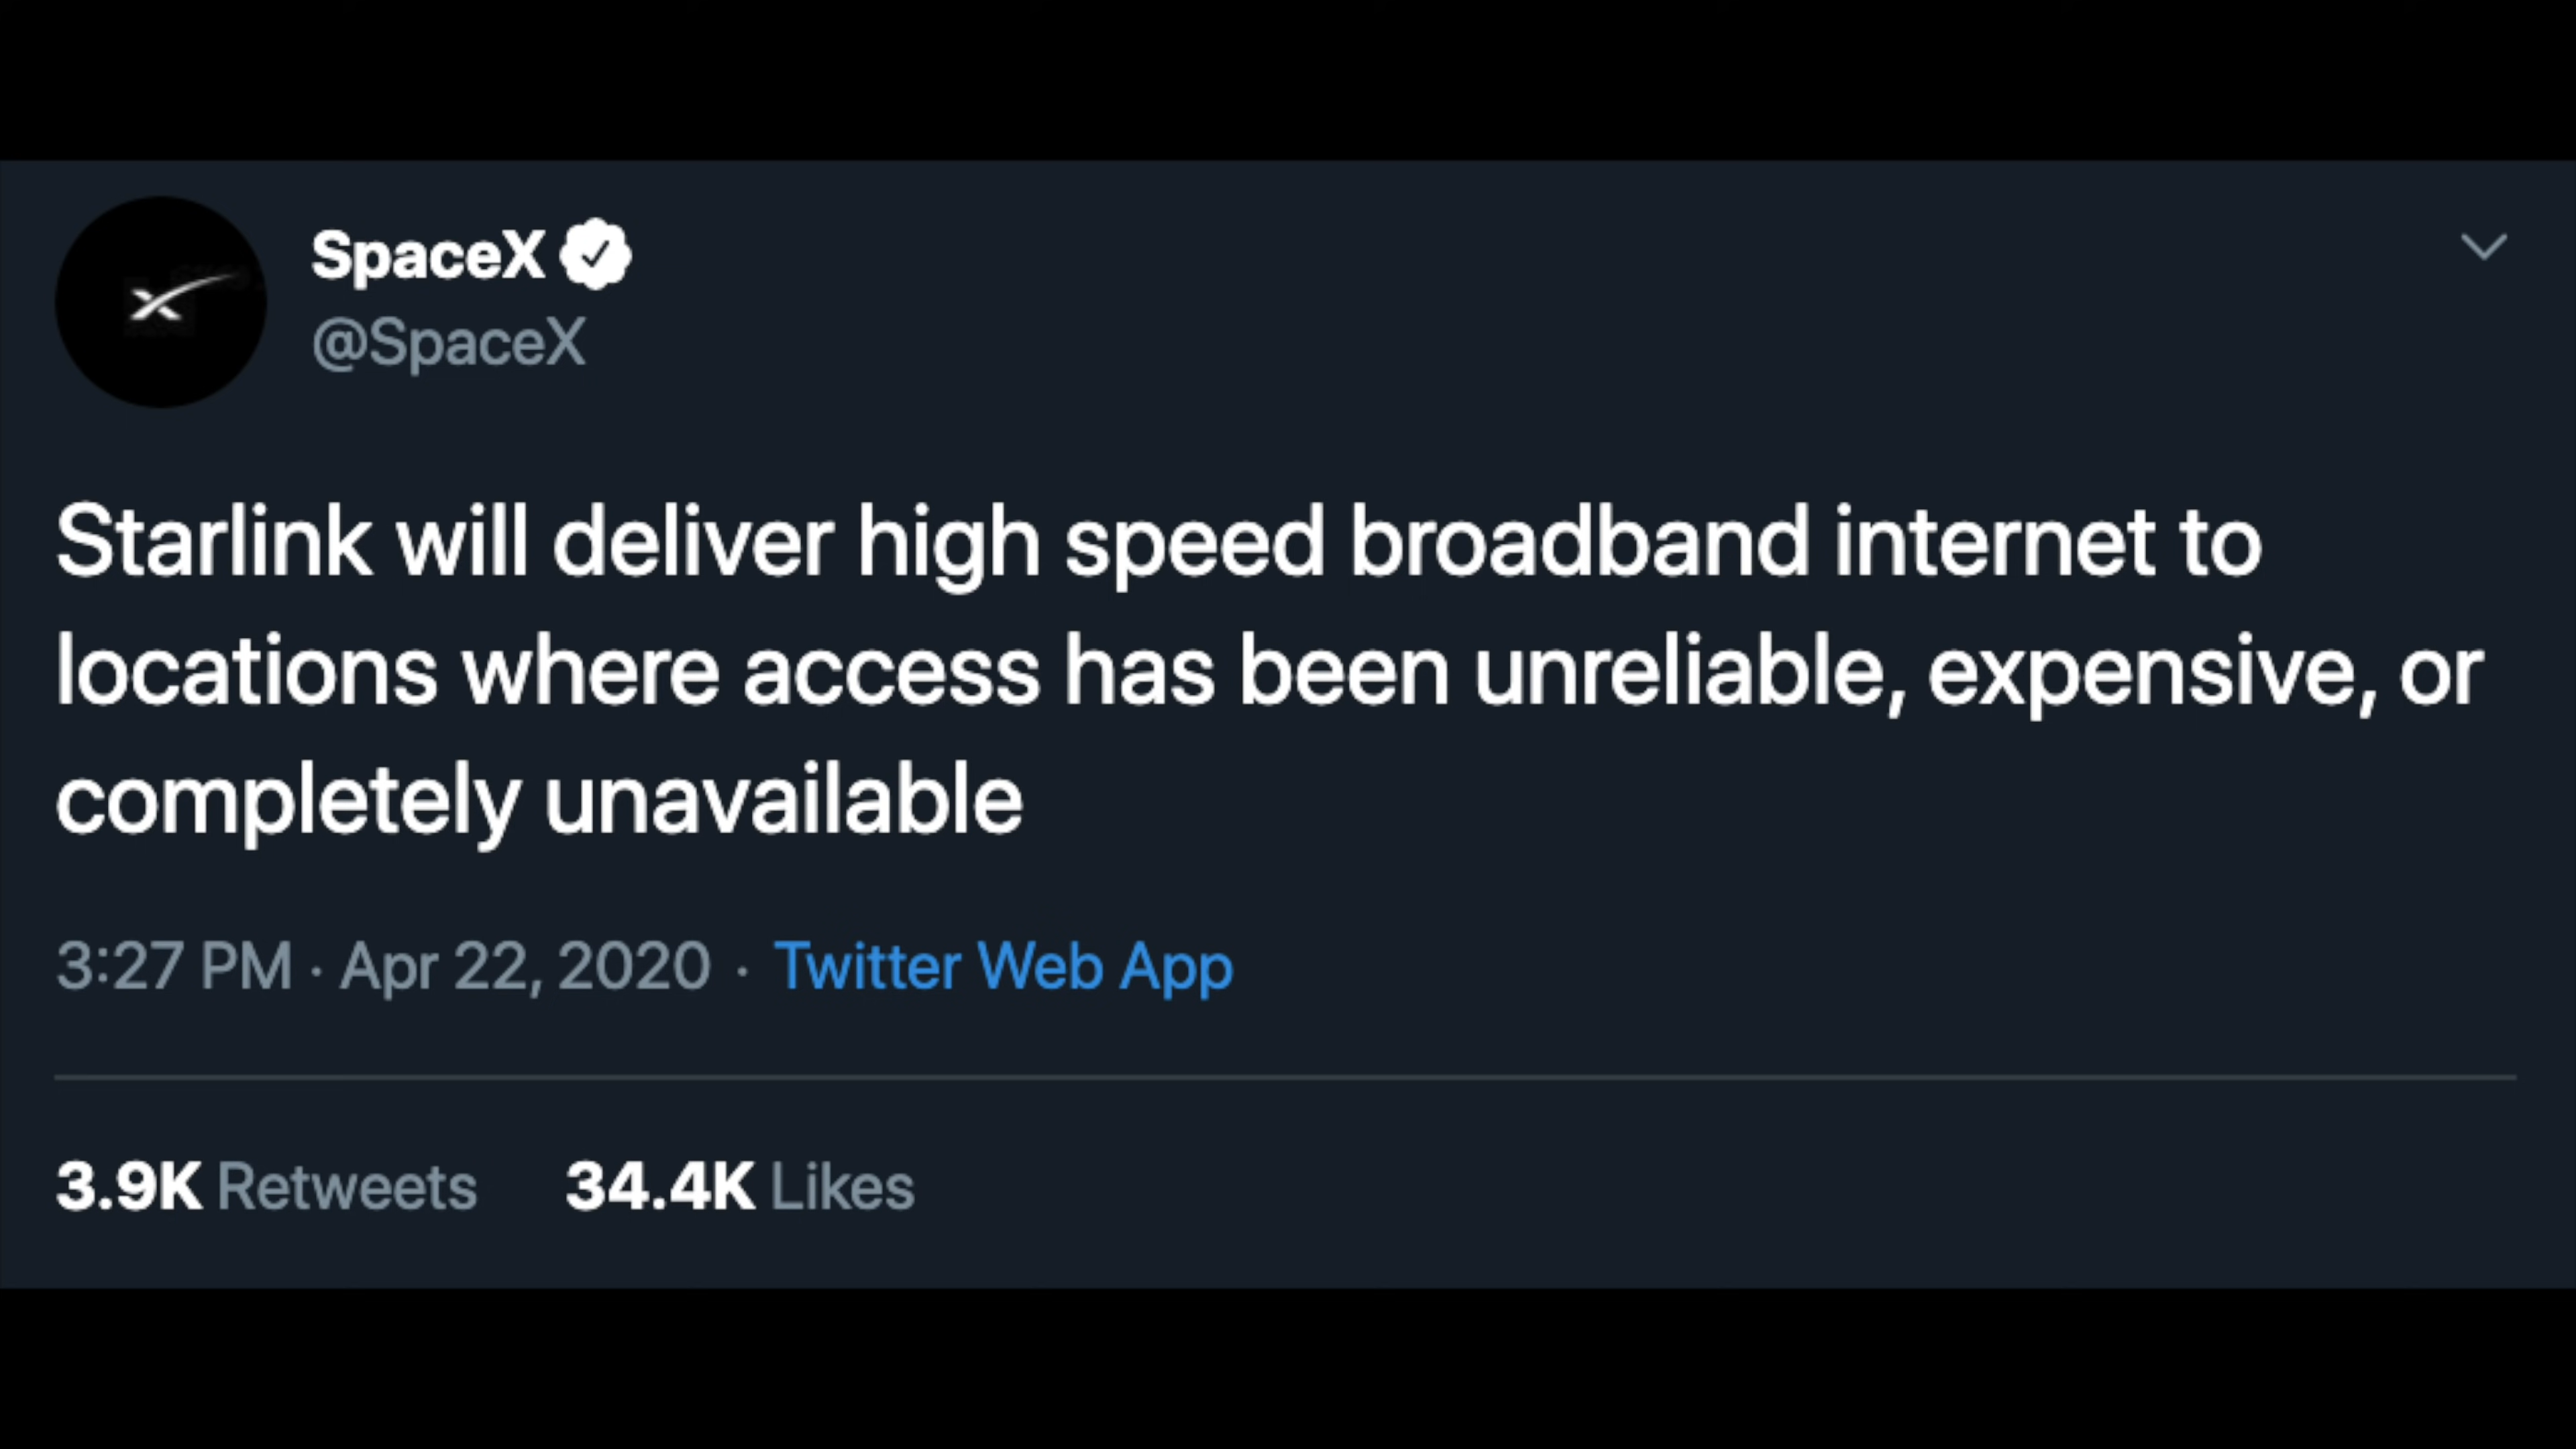 SpaceX
@SpaceX
Starlink will deliver high speed broadband internet to
locations where access has been unreliable, expensive, or
completely unavailable
3:27 PM · Apr 22, 2020 · Twitter Web App
3.9K Retweets 34.4K Likes